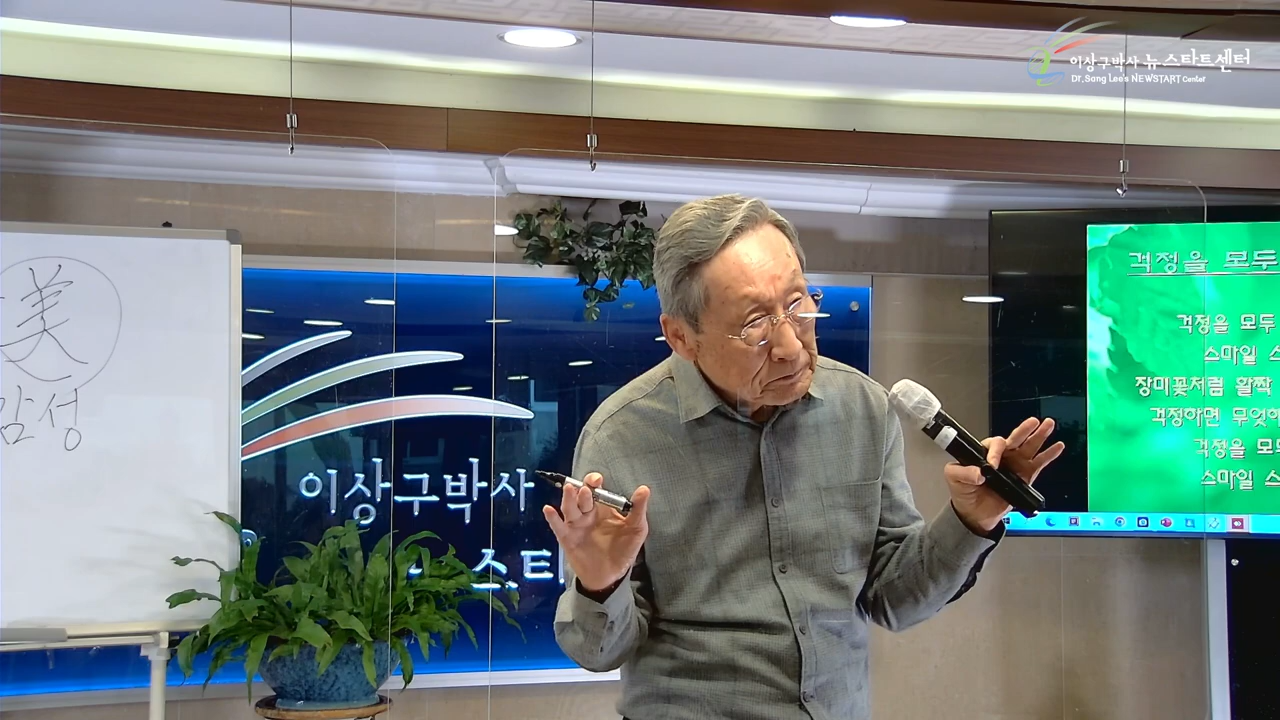 이상구박사 뉴스타트센터
Dr. Sang Lee's NEWSTART Center
美
감성
이상구박사
스타
걱정을 모두
걱정을 모두
스마일 스
장미꽃처럼 활짝
걱정하면 무엇이
걱정을 모두
스마일 스